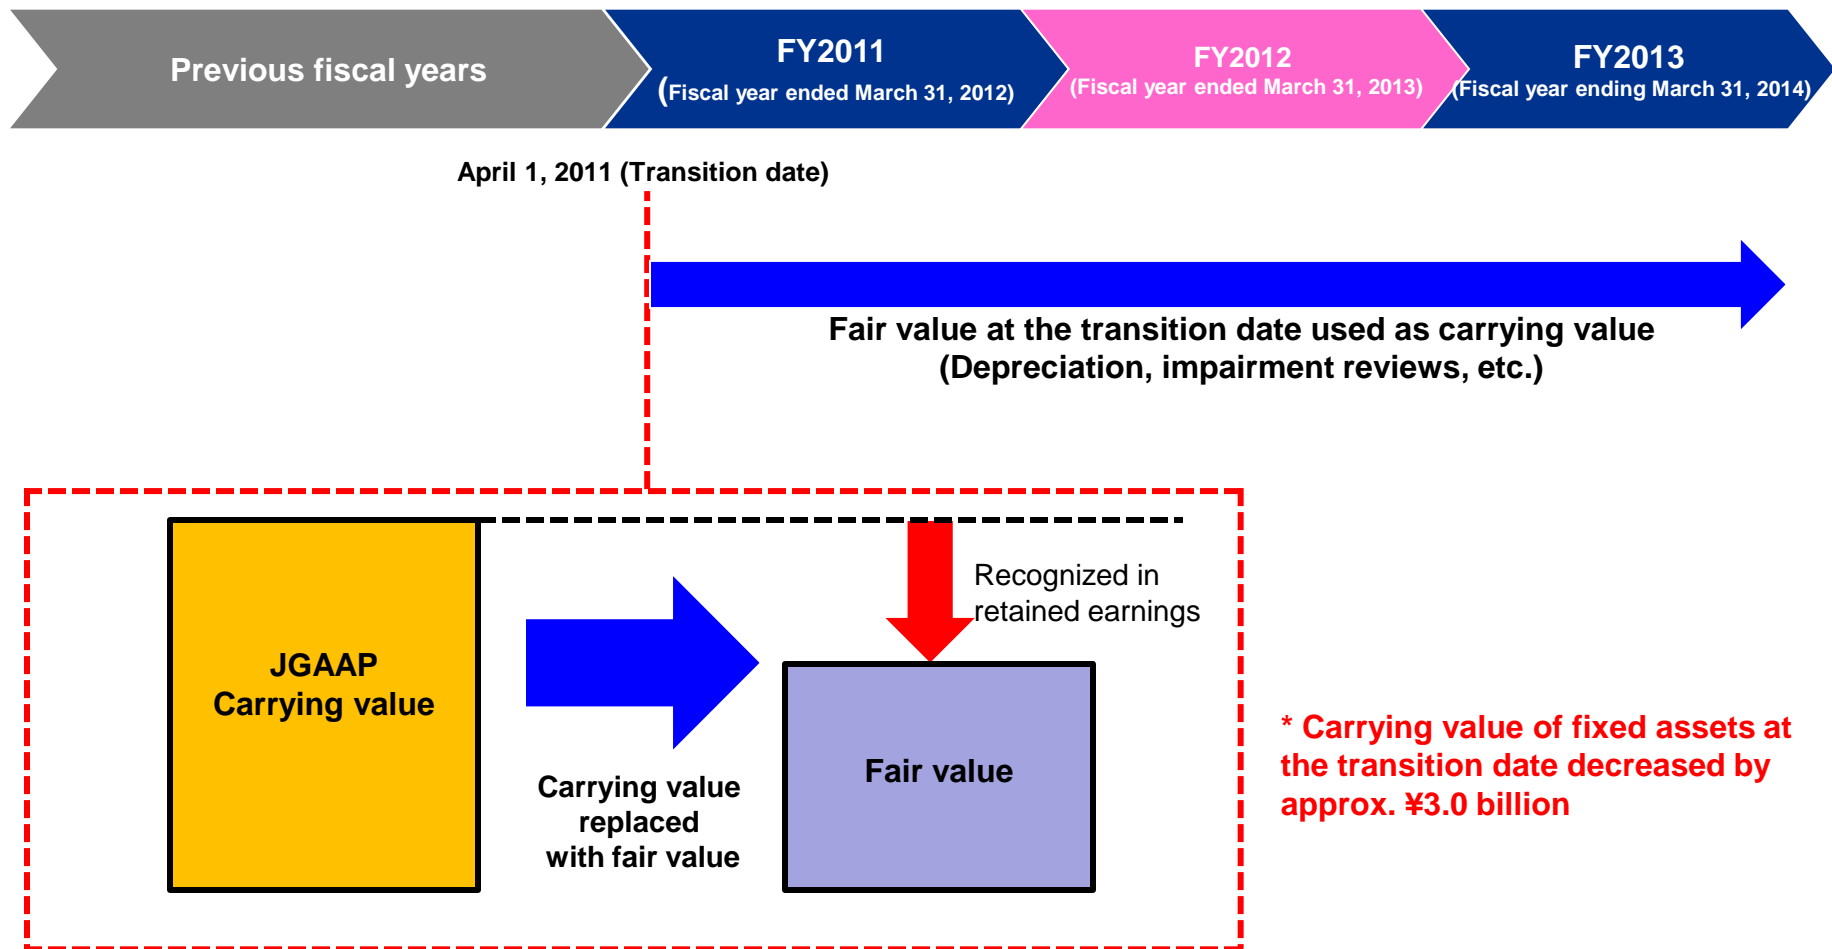 Previous fiscal years
FY2011
(Fiscal year ended March 31, 2012)
FY2012
(Fiscal year ended March 31, 2013)
FY2013
(Fiscal year ending March 31, 2014)
April 1, 2011 (Transition date)
Fair value at the transition date used as carrying value
(Depreciation, impairment reviews, etc.)
JGAAP
Carrying value
Carrying value
replaced
with fair value
Recognized in
retained earnings
Fair value
* Carrying value of fixed assets at
the transition date decreased by
approx. ¥3.0 billion